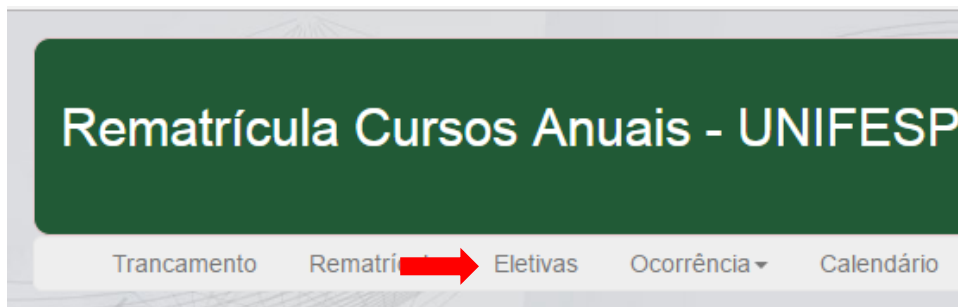 Rematrícula Cursos Anuais - UNIFESP
Trancamento Eletivas Ocorrência Calendário